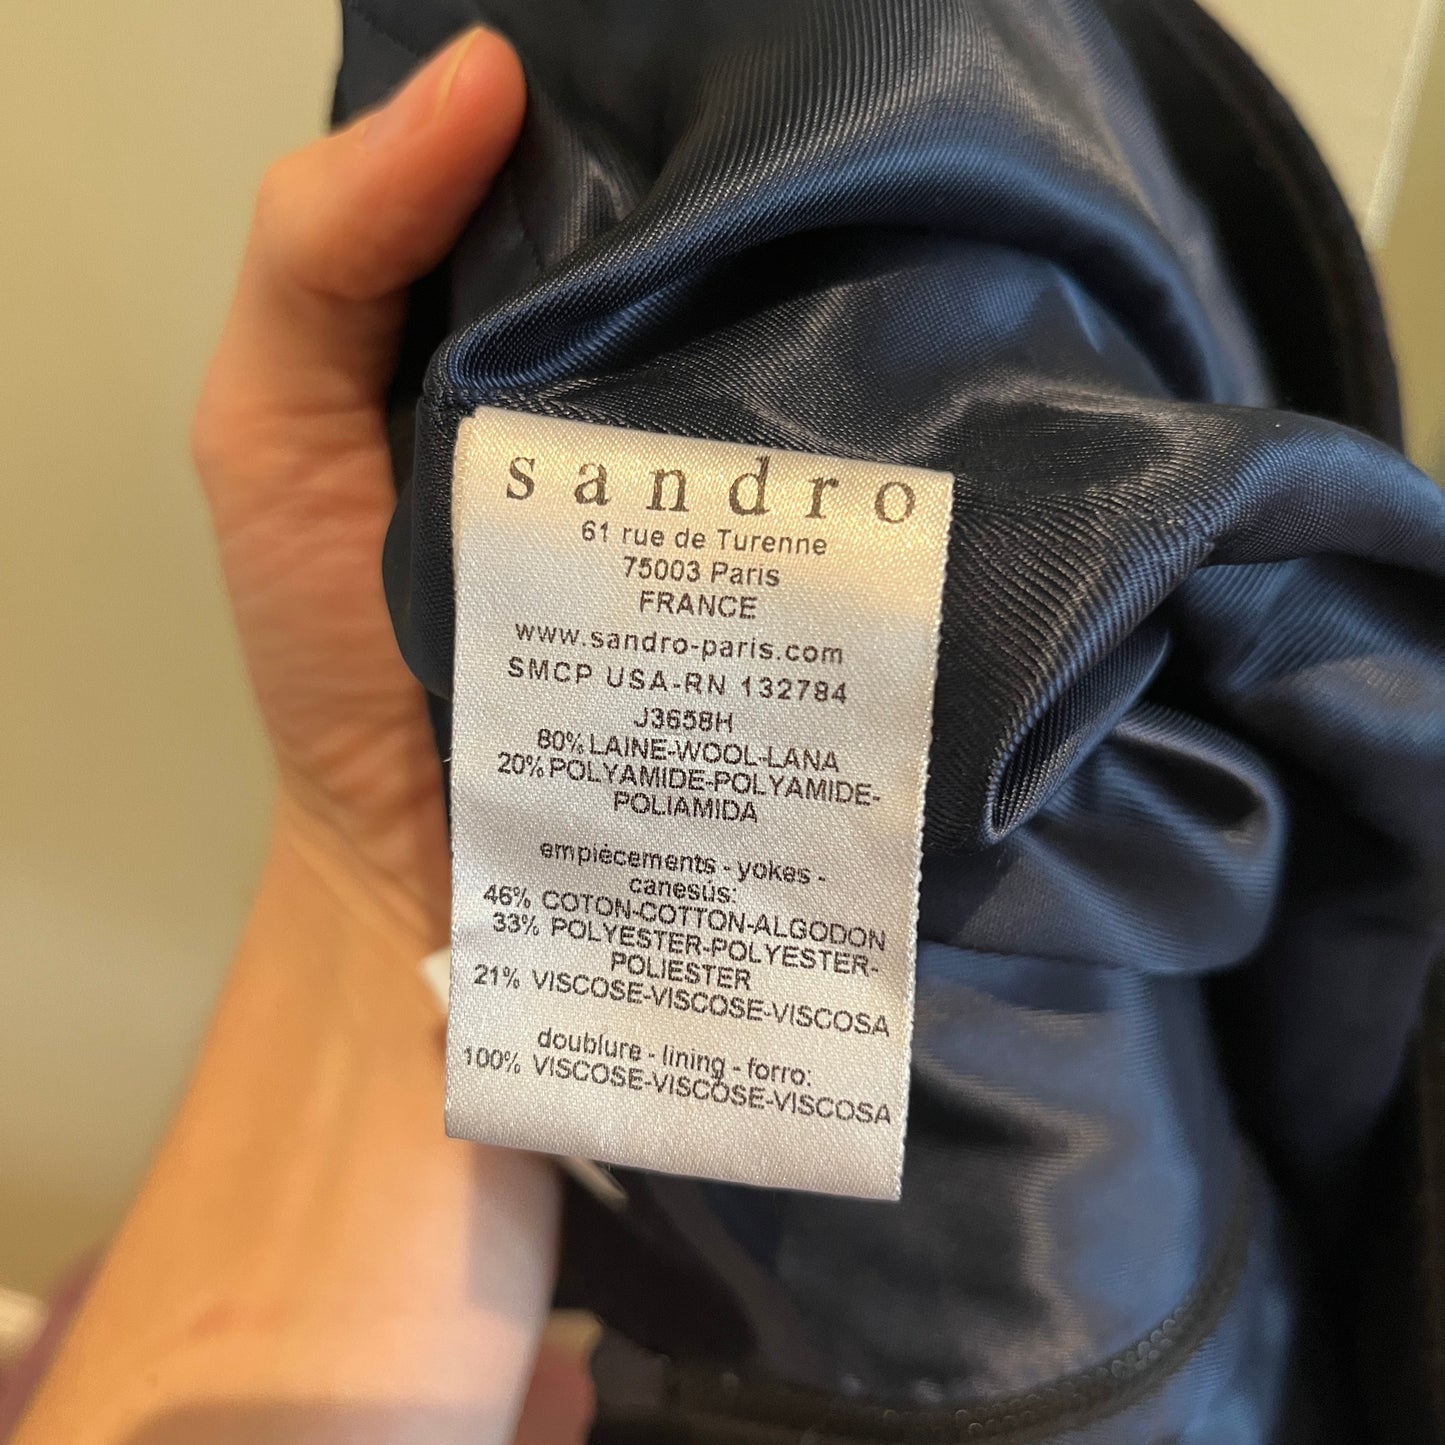 sandro
61 rue de Turenne
75003 Paris
FRANCE
www.sandro-paris.com
SMCP USA-RN 132784
J3658H
80% LAINE-WOOL-LANA
20% POLYAMIDE-POLYAMIDE-
POLIAMIDA
empiècements - yokes -
canesús:
46% COTON-COTTON-ALGODON
33% POLYESTER-POLYESTER-
POLIESTER
21% VISCOSE-VISCOSE-VISCOSA
doublure - lining - forro:
100% VISCOSE-VISCOSE-VISCOSA